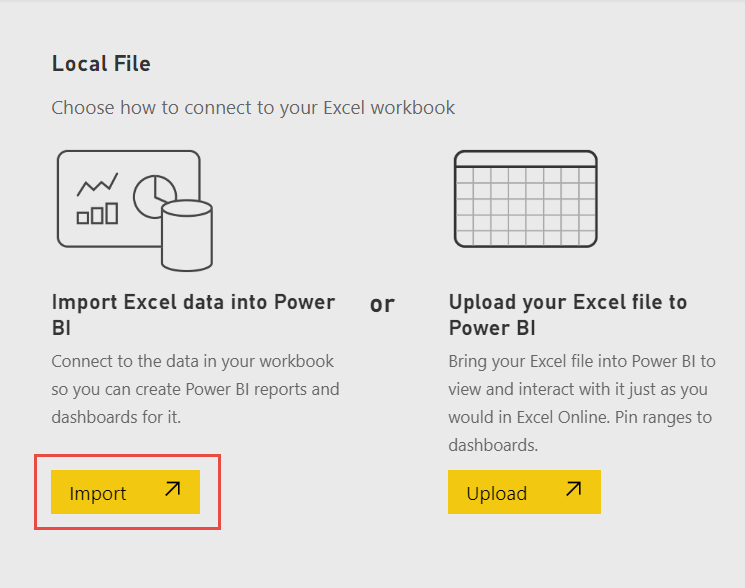 Local File
Choose how to connect to your Excel workbook
Import Excel data into Power
BI
Connect to the data in your workbook
so you can create Power BI reports and
dashboards for it.
Import
or
Upload your Excel file to
Power BI
Bring your Excel file into Power BI to
view and interact with it just as you
would in Excel Online. Pin ranges to
dashboards.
Upload